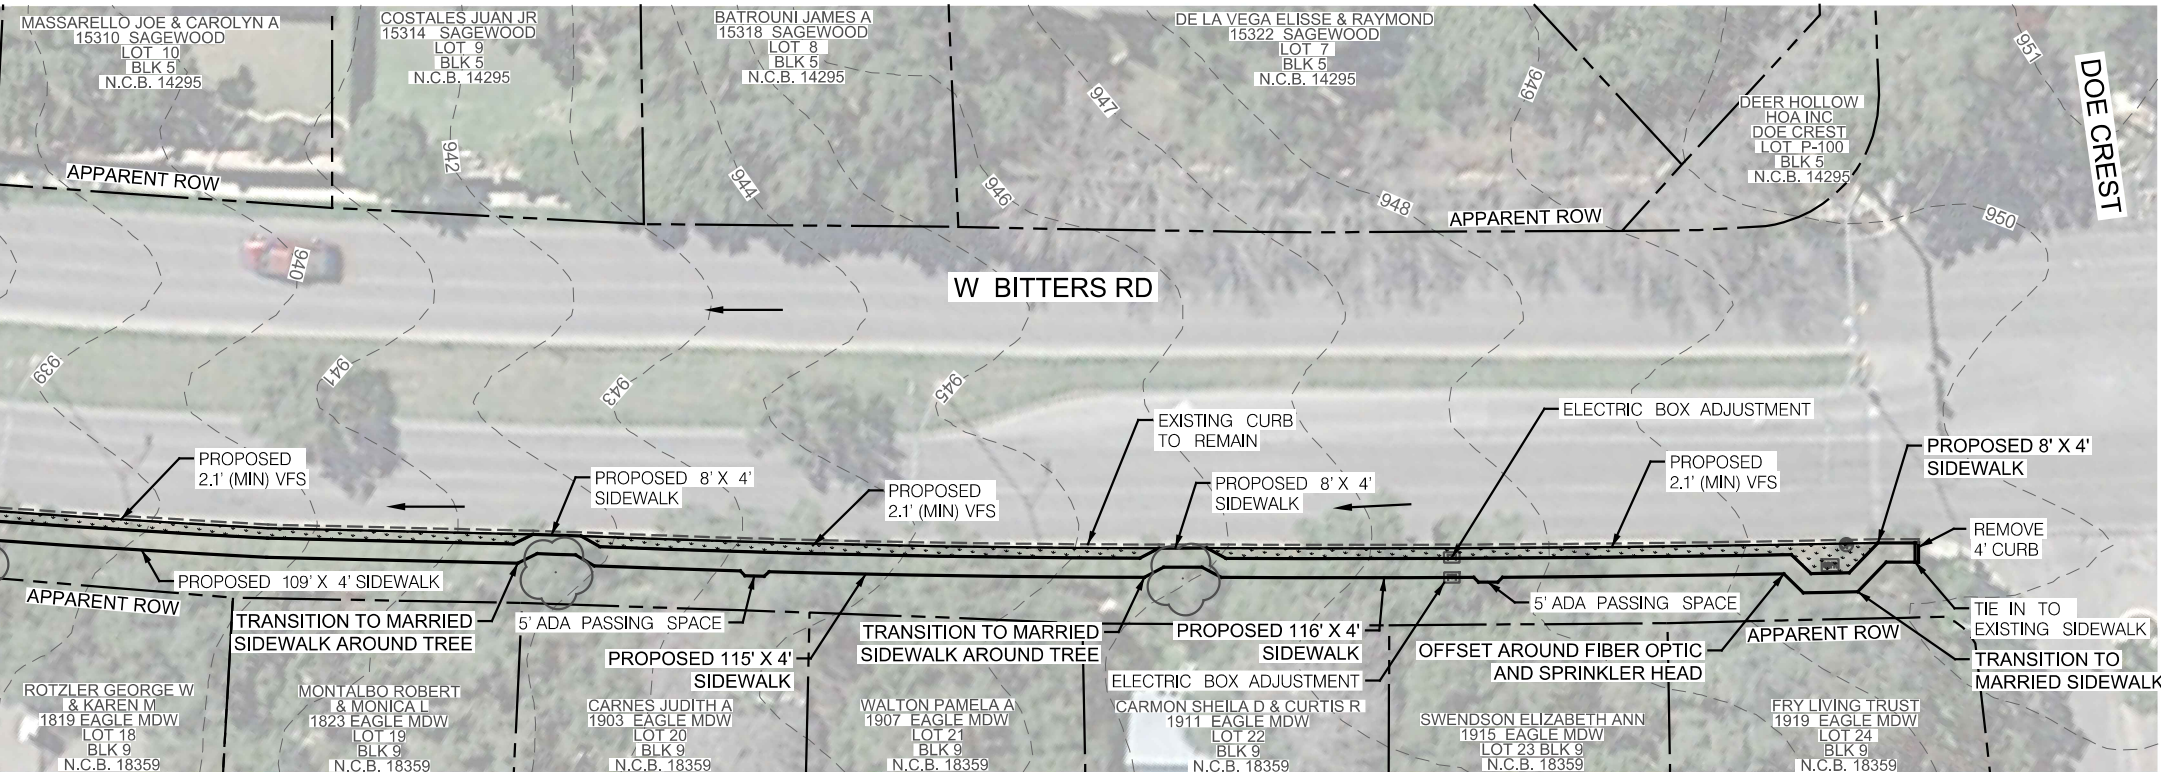 MASSARELLO JOE & CAROLYN A
15310 SAGEWOOD
LOT 10
BLK 5
N.C.B. 14295
COSTALES JUAN JR
15314 SAGEWOOD
LOT 9
BLK 5
N.C.B. 14295
BATROUNI JAMES A
15318 SAGEWOOD
LOT 8
BLK 5
N.C.B. 14295
DE LA VEGA ELISSE & RAYMOND
15322 SAGEWOOD
LOT 7
BLK 5
N.C.B. 14295
DEER HOLLOW
HOA INC
DOE CREST
LOT P-100
BLK 5
N.C.B. 14295
951
DOE CREST
947
949
942
944
946
948
950
APPARENT ROW
APPARENT ROW
940
W BITTERS RD
939
941
943
945
PROPOSED
2.1' (MIN) VFS
PROPOSED 8' X 4'
SIDEWALK
PROPOSED
2.1' (MIN) VFS
EXISTING CURB
TO REMAIN
PROPOSED 8' X 4'
SIDEWALK
ELECTRIC BOX ADJUSTMENT
PROPOSED
2.1' (MIN) VFS
PROPOSED 8' X 4'
SIDEWALK
REMOVE
4' CURB
PROPOSED 109' X 4' SIDEWALK
APPARENT ROW
TRANSITION TO MARRIED
SIDEWALK AROUND TREE
5' ADA PASSING SPACE
PROPOSED 115' X 4'
SIDEWALK
TRANSITION TO MARRIED
SIDEWALK AROUND TREE
PROPOSED 116' X 4'
SIDEWALK
ELECTRIC BOX ADJUSTMENT
5' ADA PASSING SPACE
OFFSET AROUND FIBER OPTIC
AND SPRINKLER HEAD
APPARENT ROW
TIE IN TO
EXISTING SIDEWALK
TRANSITION TO
MARRIED SIDEWALK
ROTZLER GEORGE W
& KAREN M
1819 EAGLE MDW
LOT 18
BLK 9
N.C.B. 18359
MONTALBO ROBERT
& MONICA L
1823 EAGLE MDW
LOT 19
BLK 9
N.C.B. 18359
CARNES JUDITH A
1903 EAGLE MDW
LOT 20
BLK 9
N.C.B. 18359
WALTON PAMELA A
1907 EAGLE MDW
LOT 21
BLK 9
N.C.B. 18359
CARMON SHEILA D & CURTIS R
1911 EAGLE MDW
LOT 22
BLK 9
N.C.B. 18359
SWENDSON ELIZABETH ANN
1915 EAGLE MDW
LOT 23 BLK 9
N.C.B. 18359
FRY LIVING TRUST
1919 EAGLE MDW
LOT 24
BLK 9
N.C.B. 18359